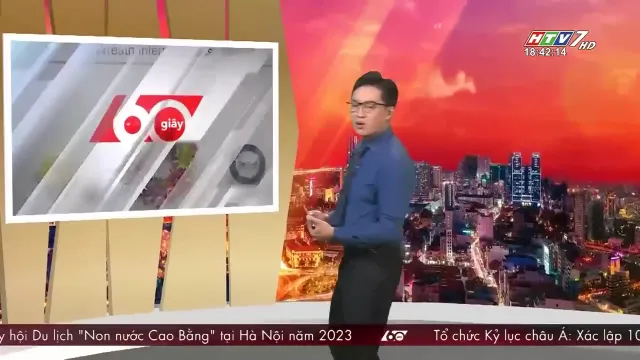 HTV7 HD
18:42:14
60 giây
y hội Du lịch "Non nước Cao Bằng" tại Hà Nội năm 2023
60
Tổ chức Kỷ lục châu Á: Xác lập 10